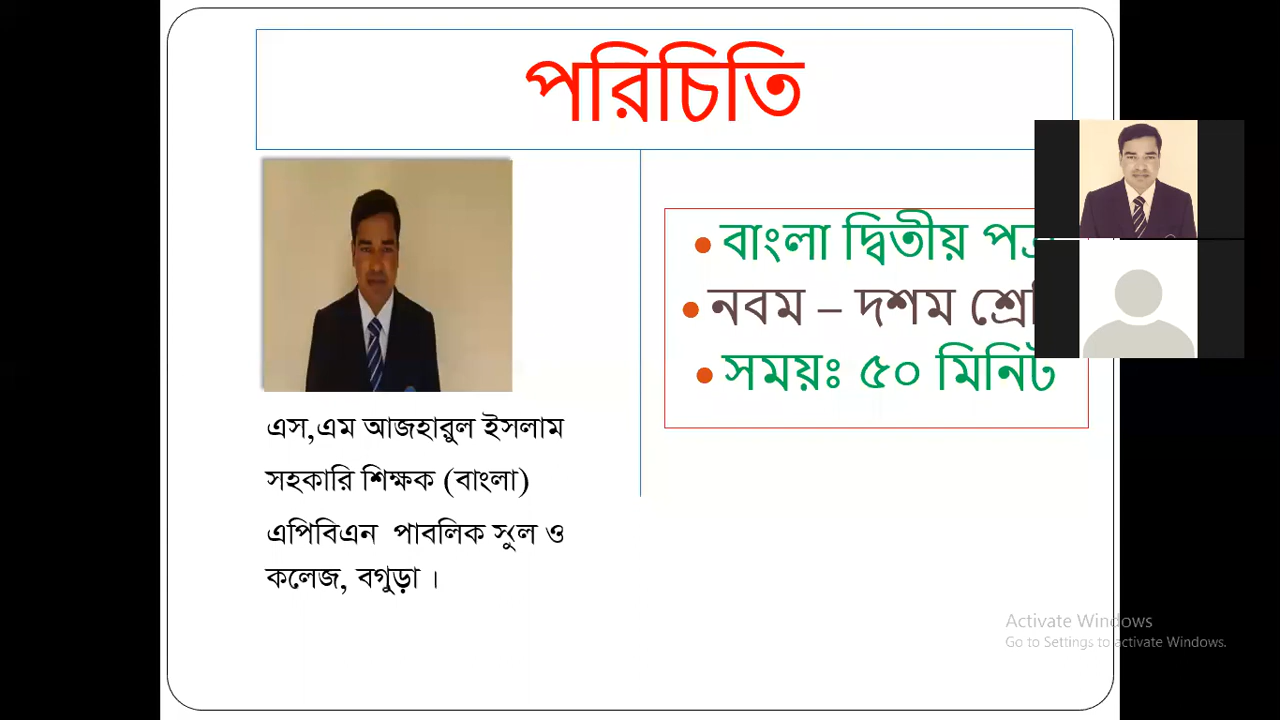 পরিচিতি
এস,এম আজহারুল ইসলাম
সহকারি শিক্ষক (বাংলা)
এপিবিএন পাবলিক স্কুল ও
কলেজ, বগুড়া ।
• বাংলা দ্বিতীয় পত্র
• নবম – দশম
• সময়ঃ ৫০ মিনিট
Activate Windows
Go to Settings to activate Windows.